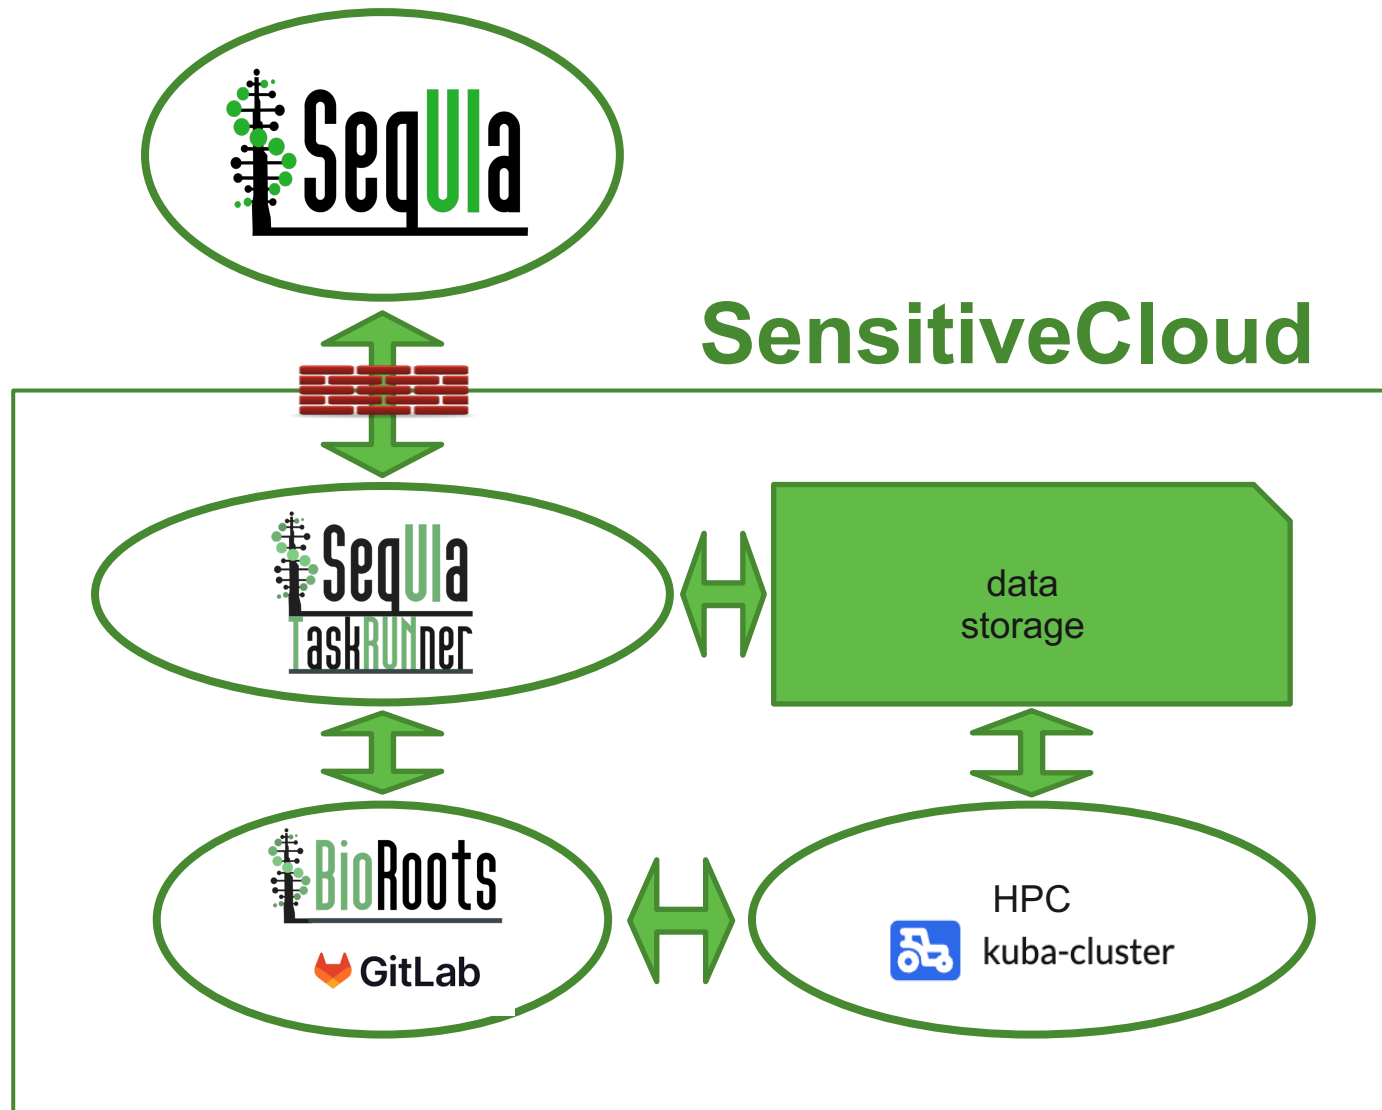 SeqUIa
SensitiveCloud
SeqUIa
TaskRUNner
data
storage
BioRoots
GitLab
HPC
kuba-cluster